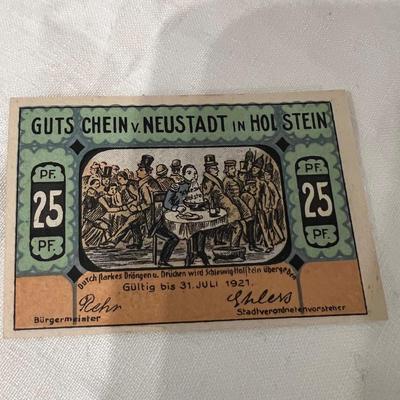 GUTSCHEIN v. NEUSTADT IN HOLSTEIN
PF. PF.
25 25
PF. PF.
Durch starkes Drängen u. Drücken wird Schleswig-Holstein übergeben
Gültig bis 31. JULI 1921.
Rehr Ehlers
Bürgermeister Stadtverordnetenvorsteher